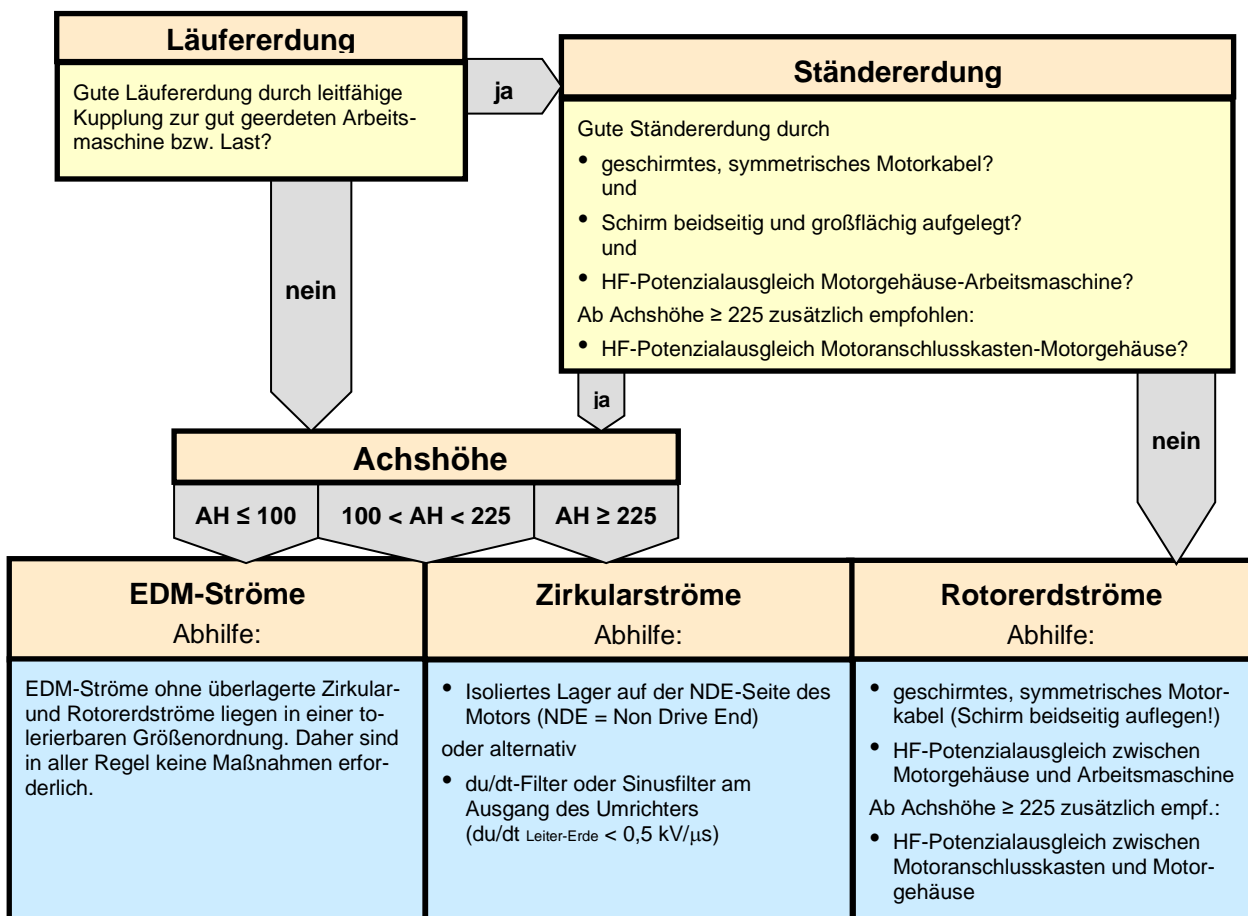 Läufererdung
Gute Läufererdung durch leitfähige
Kupplung zur gut geerdeten Arbeits-
maschine bzw. Last?
ja
Ständererdung
Gute Ständererdung durch
• geschirmtes, symmetrisches Motorkabel?
und
• Schirm beidseitig und großflächig aufgelegt?
und
• HF-Potenzialausgleich Motorgehäuse-Arbeitsmaschine?
Ab Achshöhe ≥ 225 zusätzlich empfohlen:
• HF-Potenzialausgleich Motoranschlusskasten-Motorgehäuse?
nein
ja
nein
Achshöhe
AH ≤ 100
100 < AH < 225
AH ≥ 225
EDM-Ströme
Abhilfe:
EDM-Ströme ohne überlagerte Zirkular-
und Rotorerdströme liegen in einer to-
lerierbaren Größenordnung. Daher sind
in aller Regel keine Maßnahmen erfor-
derlich.
Zirkularströme
Abhilfe:
• Isoliertes Lager auf der NDE-Seite des
Motors (NDE = Non Drive End)
oder alternativ
• du/dt-Filter oder Sinusfilter am
Ausgang des Umrichters
(du/dt Leiter-Erde < 0,5 kV/µs)
Rotorerdströme
Abhilfe:
• geschirmtes, symmetrisches Motor-
kabel (Schirm beidseitig auflegen!)
• HF-Potenzialausgleich zwischen
Motorgehäuse und Arbeitsmaschine
Ab Achshöhe ≥ 225 zusätzlich empf.:
• HF-Potenzialausgleich zwischen
Motoranschlusskasten und Motor-
gehäuse